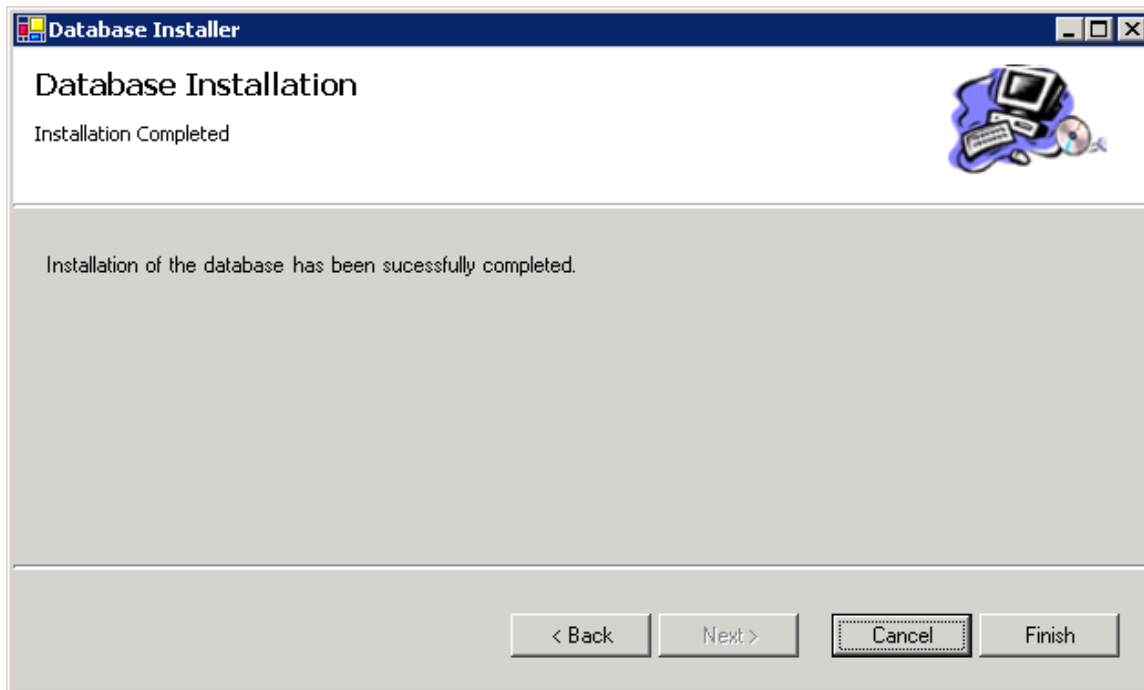 Database Installer
Database Installation
Installation Completed
Installation of the database has been sucessfully completed.
< Back Next > Cancel Finish